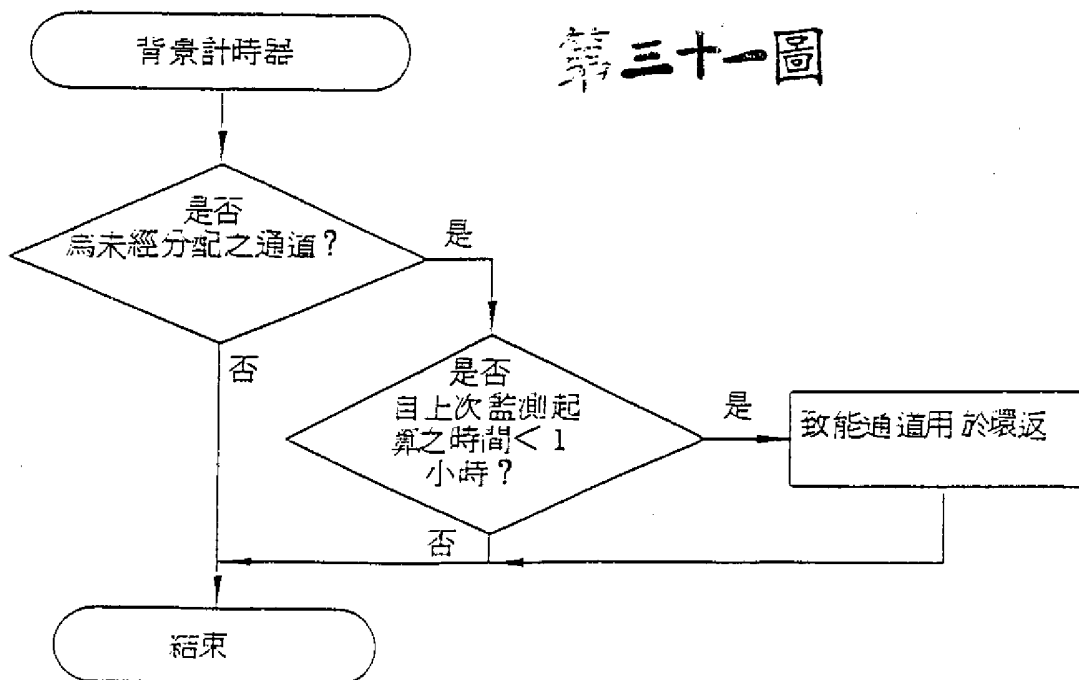 背景計時器
第三十一圖
是否
為未經分配之通道?
是
否
是否
自上次監測起
算之時間<1
小時?
是
致能通道用於環返
否
結束